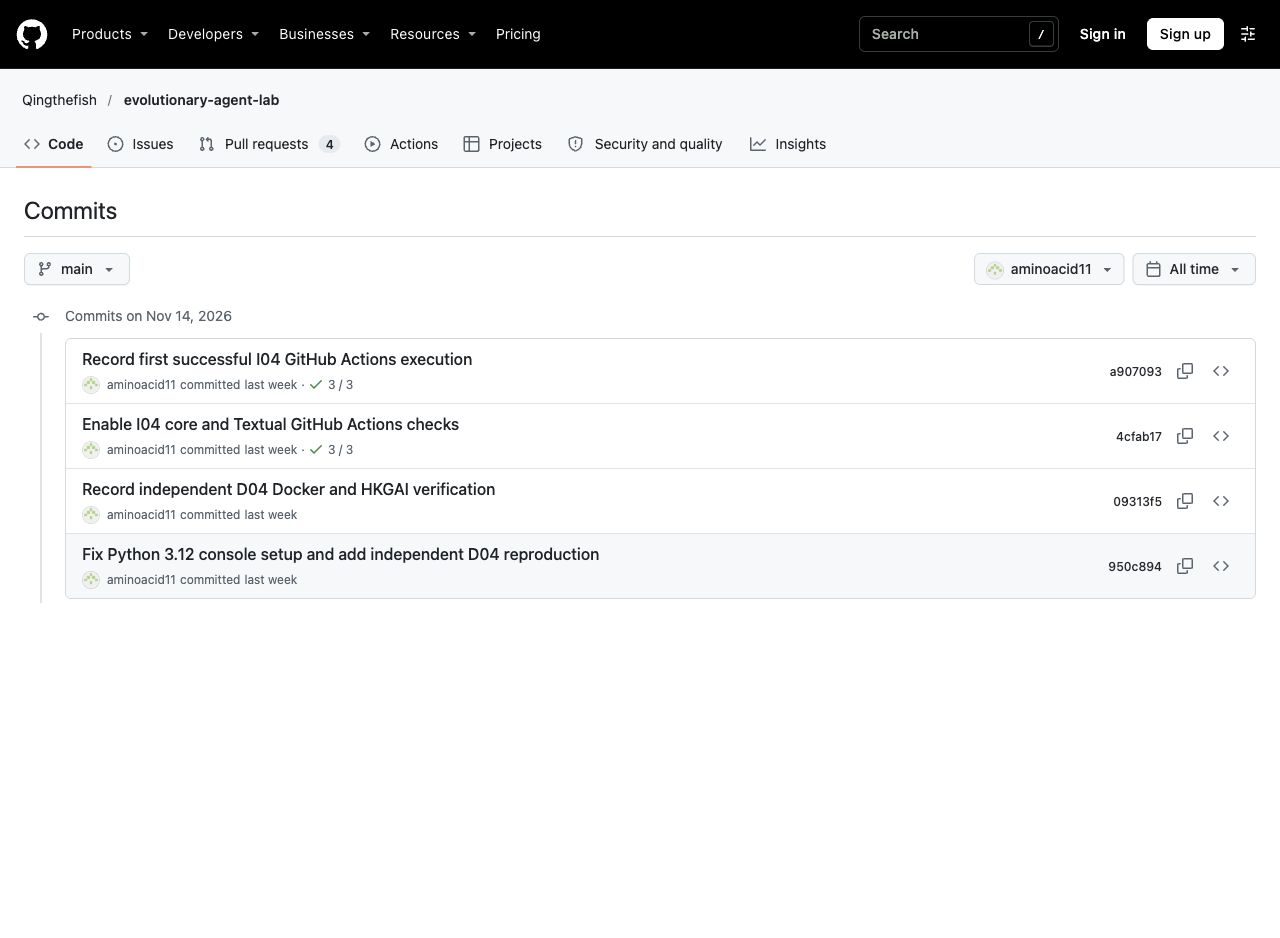 Products Developers Businesses Resources Pricing Search / Sign in Sign up
Qingthefish / evolutionary-agent-lab
Code Issues Pull requests 4 Actions Projects Security and quality Insights
Commits
main aminoacid11 All time
Commits on Nov 14, 2026
Record first successful I04 GitHub Actions execution
aminoacid11 committed last week · 3 / 3
a907093
Enable I04 core and Textual GitHub Actions checks
aminoacid11 committed last week · 3 / 3
4cfab17
Record independent D04 Docker and HKGAI verification
aminoacid11 committed last week
09313f5
Fix Python 3.12 console setup and add independent D04 reproduction
aminoacid11 committed last week
950c894